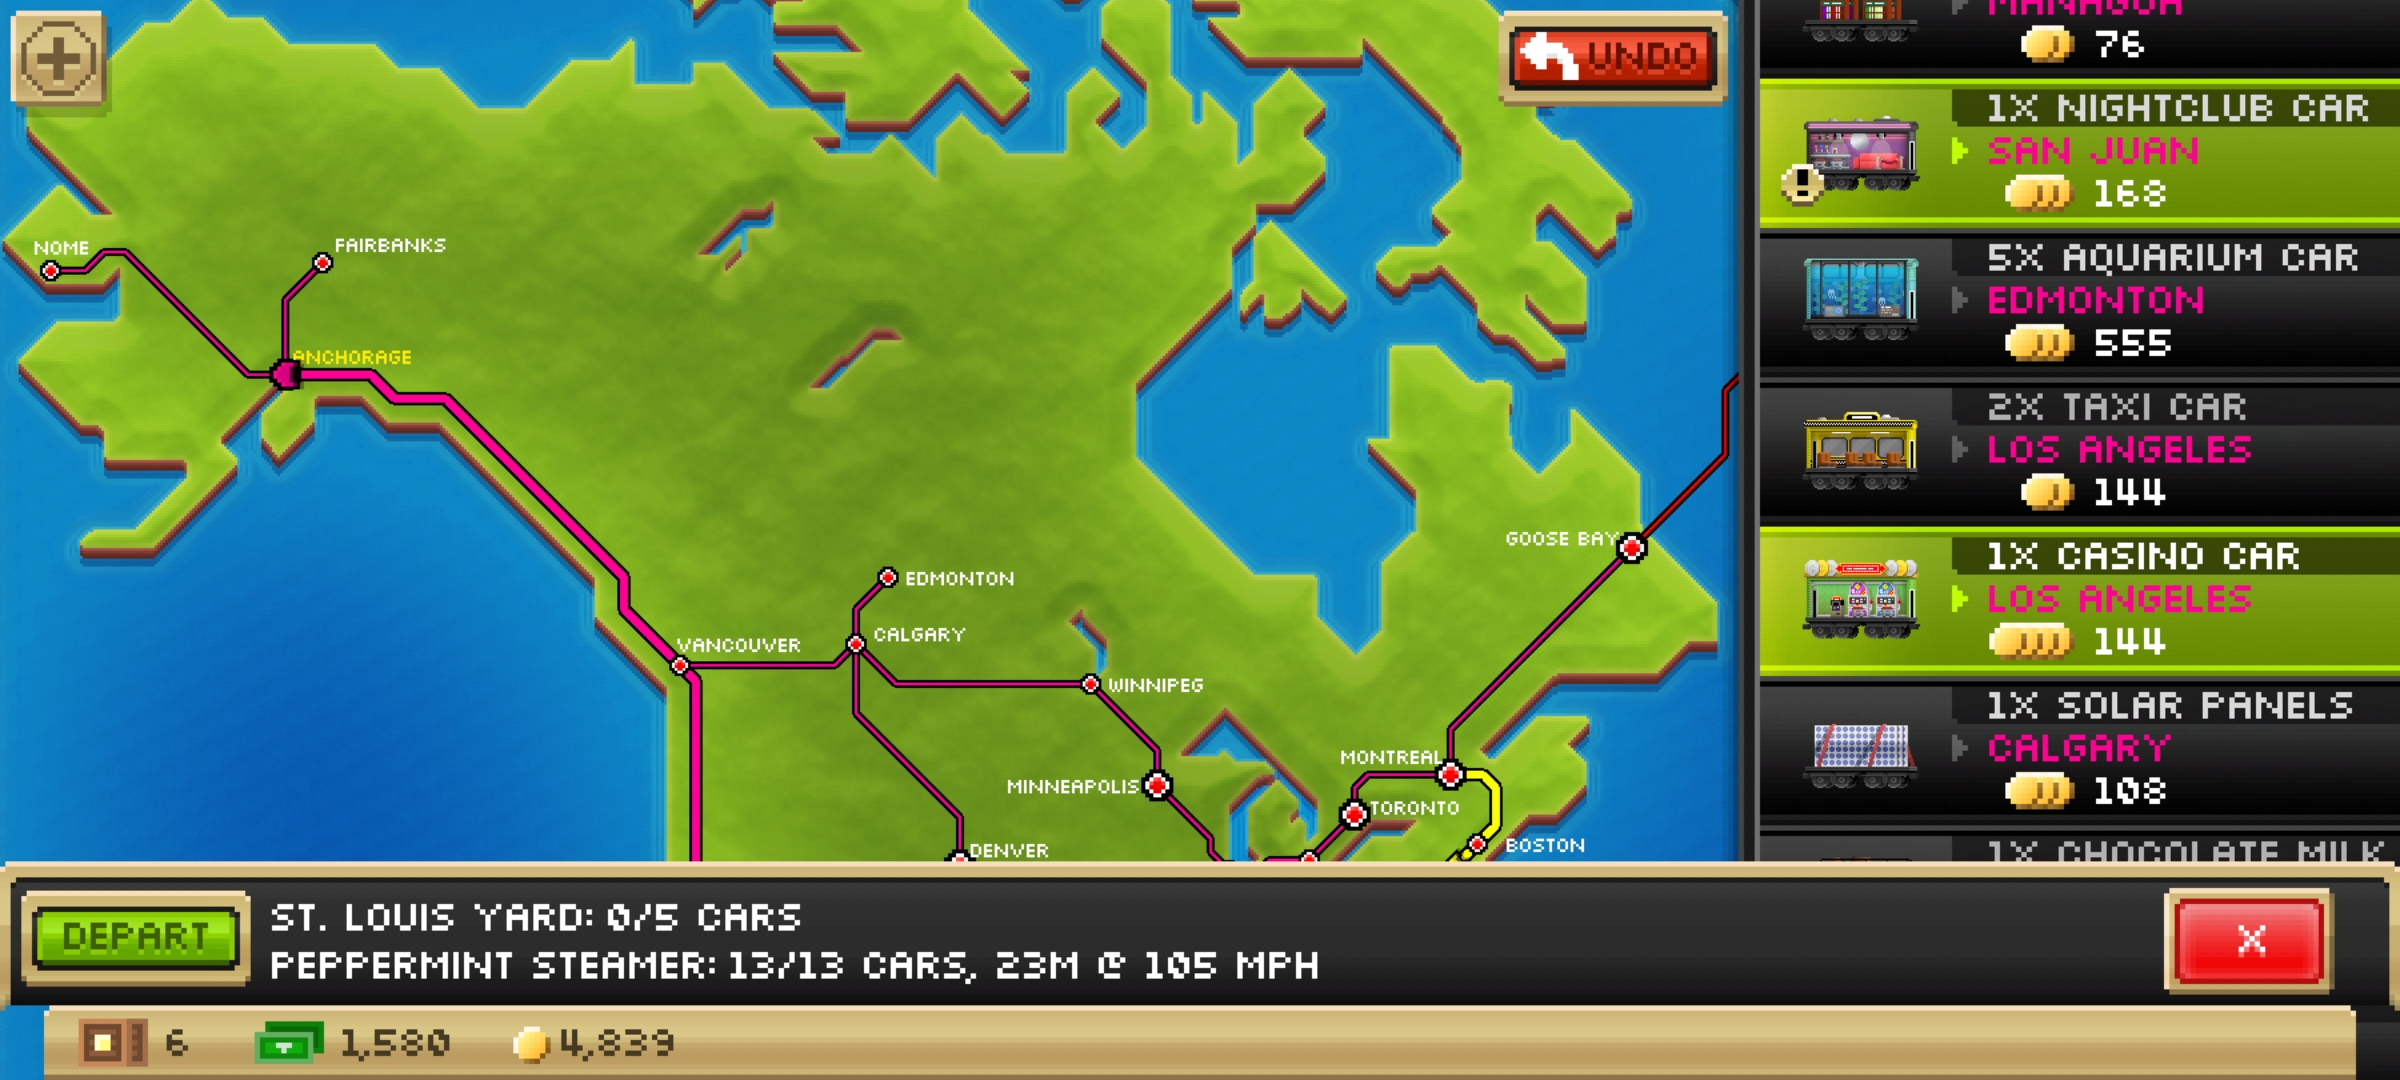 UNDO
NOME
FAIRBANKS
ANCHORAGE
EDMONTON
GOOSE BAY
CALGARY
VANCOUVER
WINNIPEG
MONTREAL
MINNEAPOLIS
TORONTO
DENVER
BOSTON
MANAGUA
76
1X NIGHTCLUB CAR
SAN JUAN
168
5X AQUARIUM CAR
EDMONTON
555
2X TAXI CAR
LOS ANGELES
144
1X CASINO CAR
LOS ANGELES
144
1X SOLAR PANELS
CALGARY
108
1X CHOCOLATE MILK
DEPART
ST. LOUIS YARD: 0/5 CARS
PEPPERMINT STEAMER: 13/13 CARS, 23M @ 105 MPH
X
6
1,580
4,839